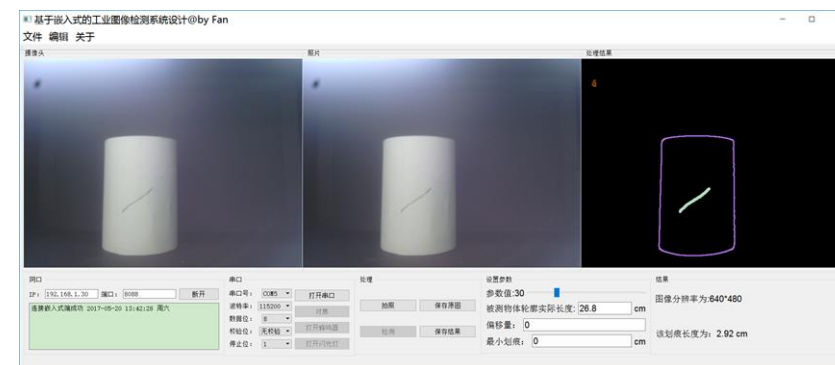 基于嵌入式的工业图像检测系统设计@by Fan
文件 编辑 关于
摄像头 照片 处理结果
网口 串口 处理 设置参数 结果
IP: 192.168.1.30 端口: 8088 断开
连接嵌入式端成功 2017-05-20 13:42:28 周六
串口号: COM5 打开串口
波特率: 115200
数据位: 8
校验位: 无校验 打开蜂鸣器
停止位: 1 打开闪光灯
拍照 保存原图
检测 保存结果
参数值:30
被测物体轮廓实际长度: 26.8 cm
偏移量: 0
最小划痕: 0 cm
图像分辨率为:640*480
该划痕长度为: 2.92 cm